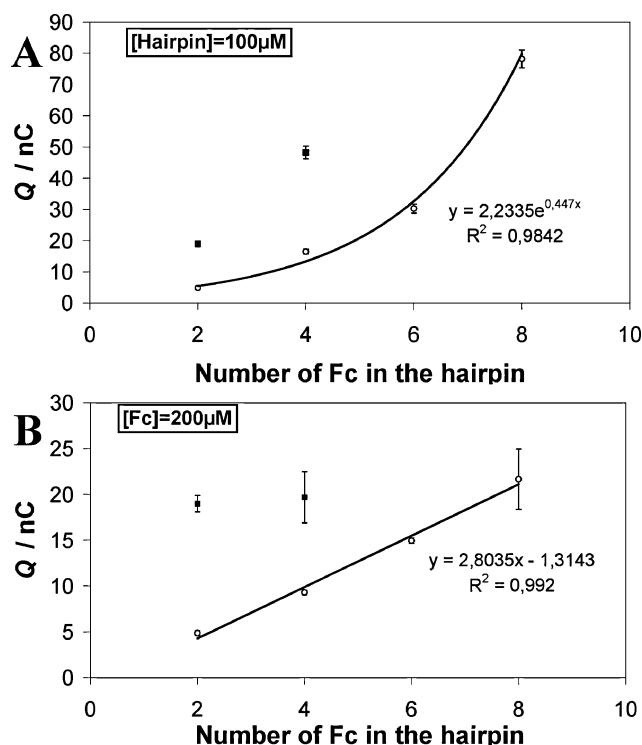 A
[Hairpin]=100µM
Q / nC
90
80
70
60
50
40
30
20
10
0
y = 2,2335e^0,447x
R² = 0,9842
0 2 4 6 8 10
Number of Fc in the hairpin
B
[Fc]=200µM
Q / nC
30
25
20
15
10
5
0
y = 2,8035x - 1,3143
R² = 0,992
0 2 4 6 8 10
Number of Fc in the hairpin